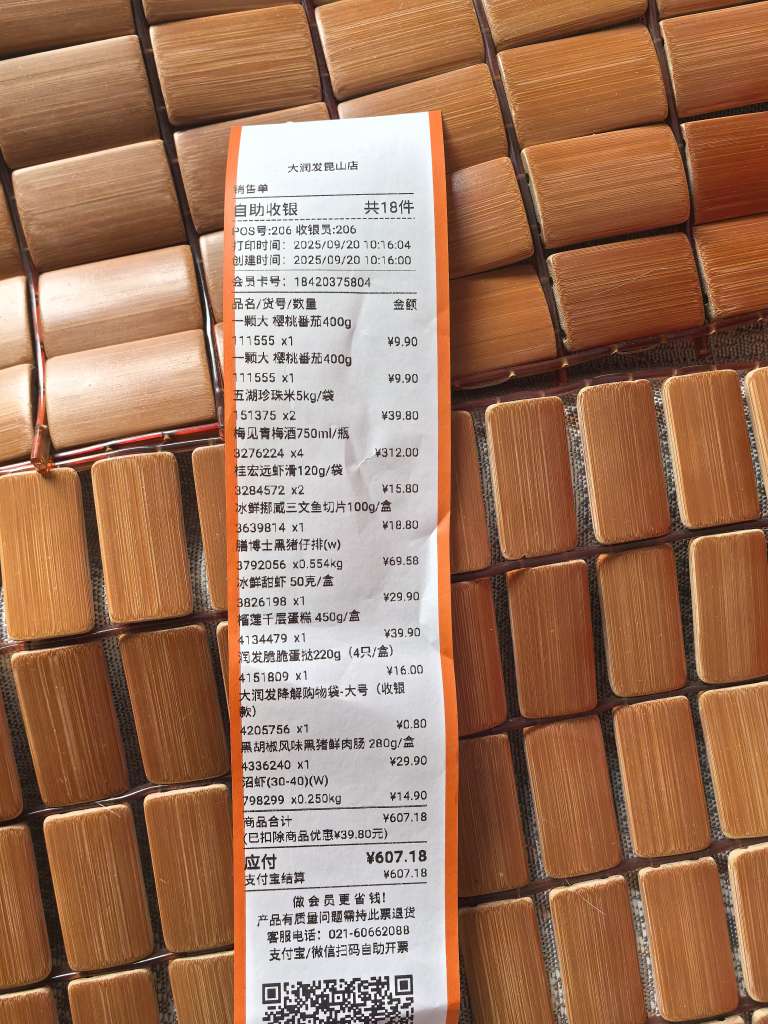 大润发昆山店
销售单
自助收银 共18件
POS号:206 收银员:206
打印时间: 2025/09/20 10:16:04
创建时间: 2025/09/20 10:16:00
会员卡号: 18420375804
品名/货号/数量 金额
一颗大 樱桃番茄400g
111555 x1 ¥9.90
一颗大 樱桃番茄400g
111555 x1 ¥9.90
五湖珍珠米5kg/袋
151375 x2 ¥39.80
梅见青梅酒750ml/瓶
3276224 x4 ¥312.00
桂宏远虾滑120g/袋
3284572 x2 ¥15.80
冰鲜挪威三文鱼切片100g/盒
3639814 x1 ¥18.80
膳博士黑猪仔排(w)
3792056 x0.554kg ¥69.58
冰鲜甜虾 50克/盒
3826198 x1 ¥29.90
榴莲千层蛋糕 450g/盒
4134479 x1 ¥39.90
润发脆脆蛋挞220g（4只/盒）
4151809 x1 ¥16.00
大润发降解购物袋-大号（收银
款）
4205756 x1 ¥0.80
黑胡椒风味黑猪鲜肉肠 280g/盒
4336240 x1 ¥29.90
沼虾(30-40)(W)
798299 x0.250kg ¥14.90
商品合计 ¥607.18
(已扣除商品优惠¥39.80元)
应付 ¥607.18
支付宝结算 ¥607.18
做会员更省钱!
产品有质量问题需持此票退货
客服电话: 021-60662088
支付宝/微信扫码自助开票